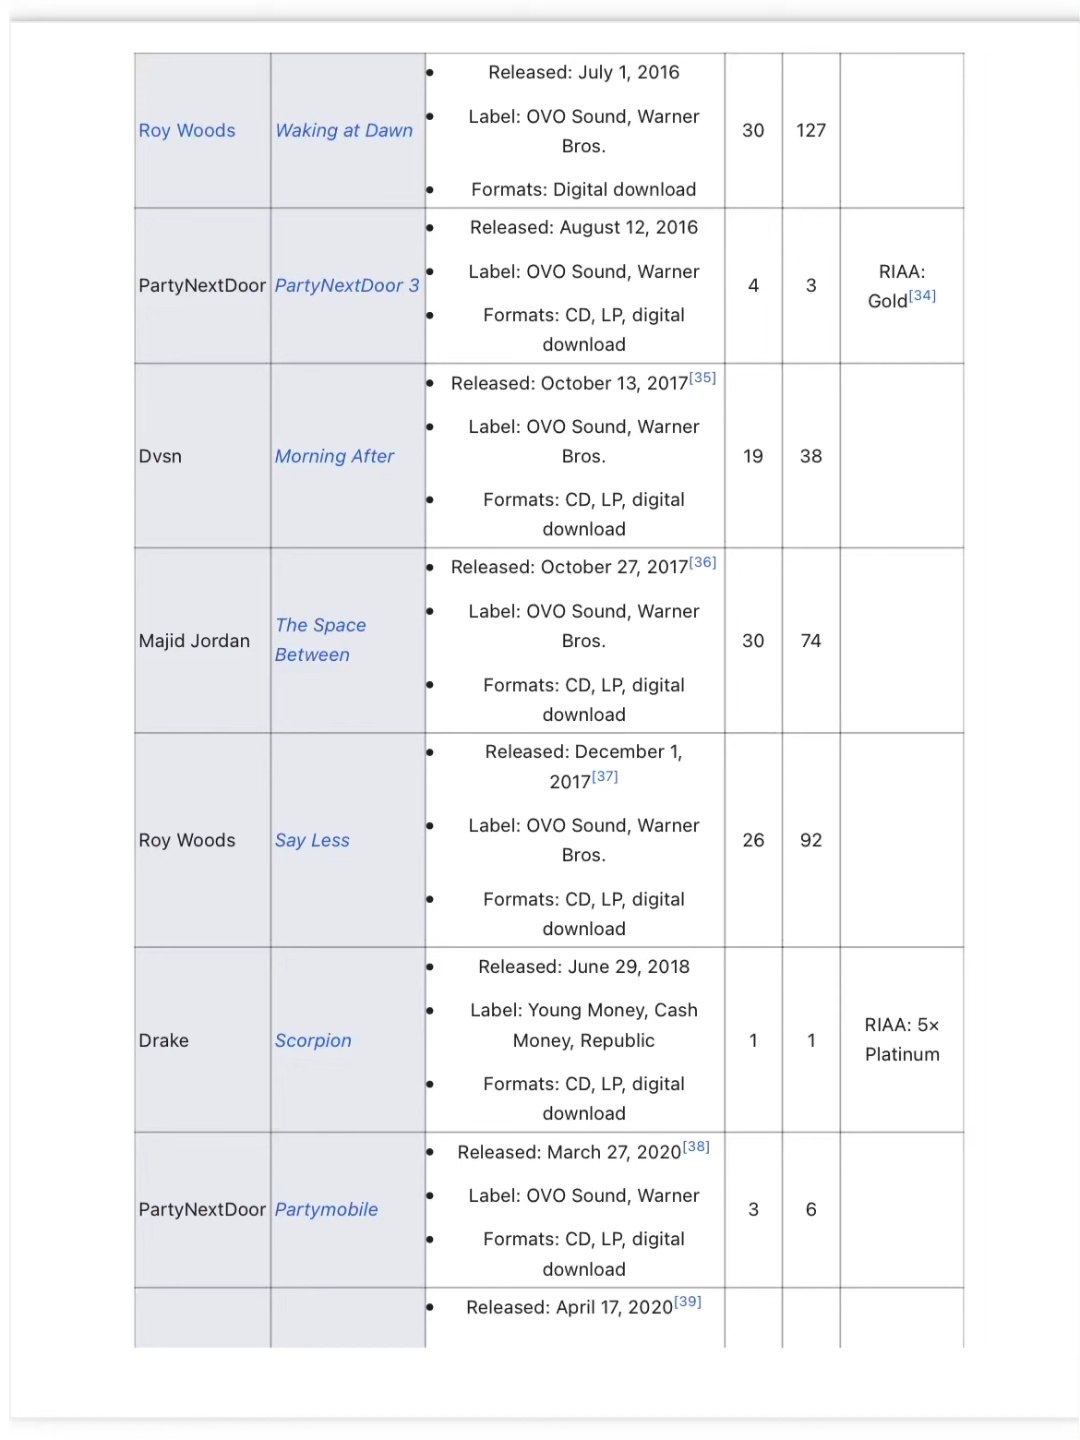 Roy Woods
Waking at Dawn
• Released: July 1, 2016
• Label: OVO Sound, Warner
Bros.
• Formats: Digital download
30
127
PartyNextDoor
PartyNextDoor 3
• Released: August 12, 2016
• Label: OVO Sound, Warner
• Formats: CD, LP, digital
download
4
3
RIAA:
Gold[34]
Dvsn
Morning After
• Released: October 13, 2017[35]
• Label: OVO Sound, Warner
Bros.
• Formats: CD, LP, digital
download
19
38
Majid Jordan
The Space
Between
• Released: October 27, 2017[36]
• Label: OVO Sound, Warner
Bros.
• Formats: CD, LP, digital
download
30
74
Roy Woods
Say Less
• Released: December 1,
2017[37]
• Label: OVO Sound, Warner
Bros.
• Formats: CD, LP, digital
download
26
92
Drake
Scorpion
• Released: June 29, 2018
• Label: Young Money, Cash
Money, Republic
• Formats: CD, LP, digital
download
1
1
RIAA: 5×
Platinum
PartyNextDoor
Partymobile
• Released: March 27, 2020[38]
• Label: OVO Sound, Warner
• Formats: CD, LP, digital
download
3
6
• Released: April 17, 2020[39]